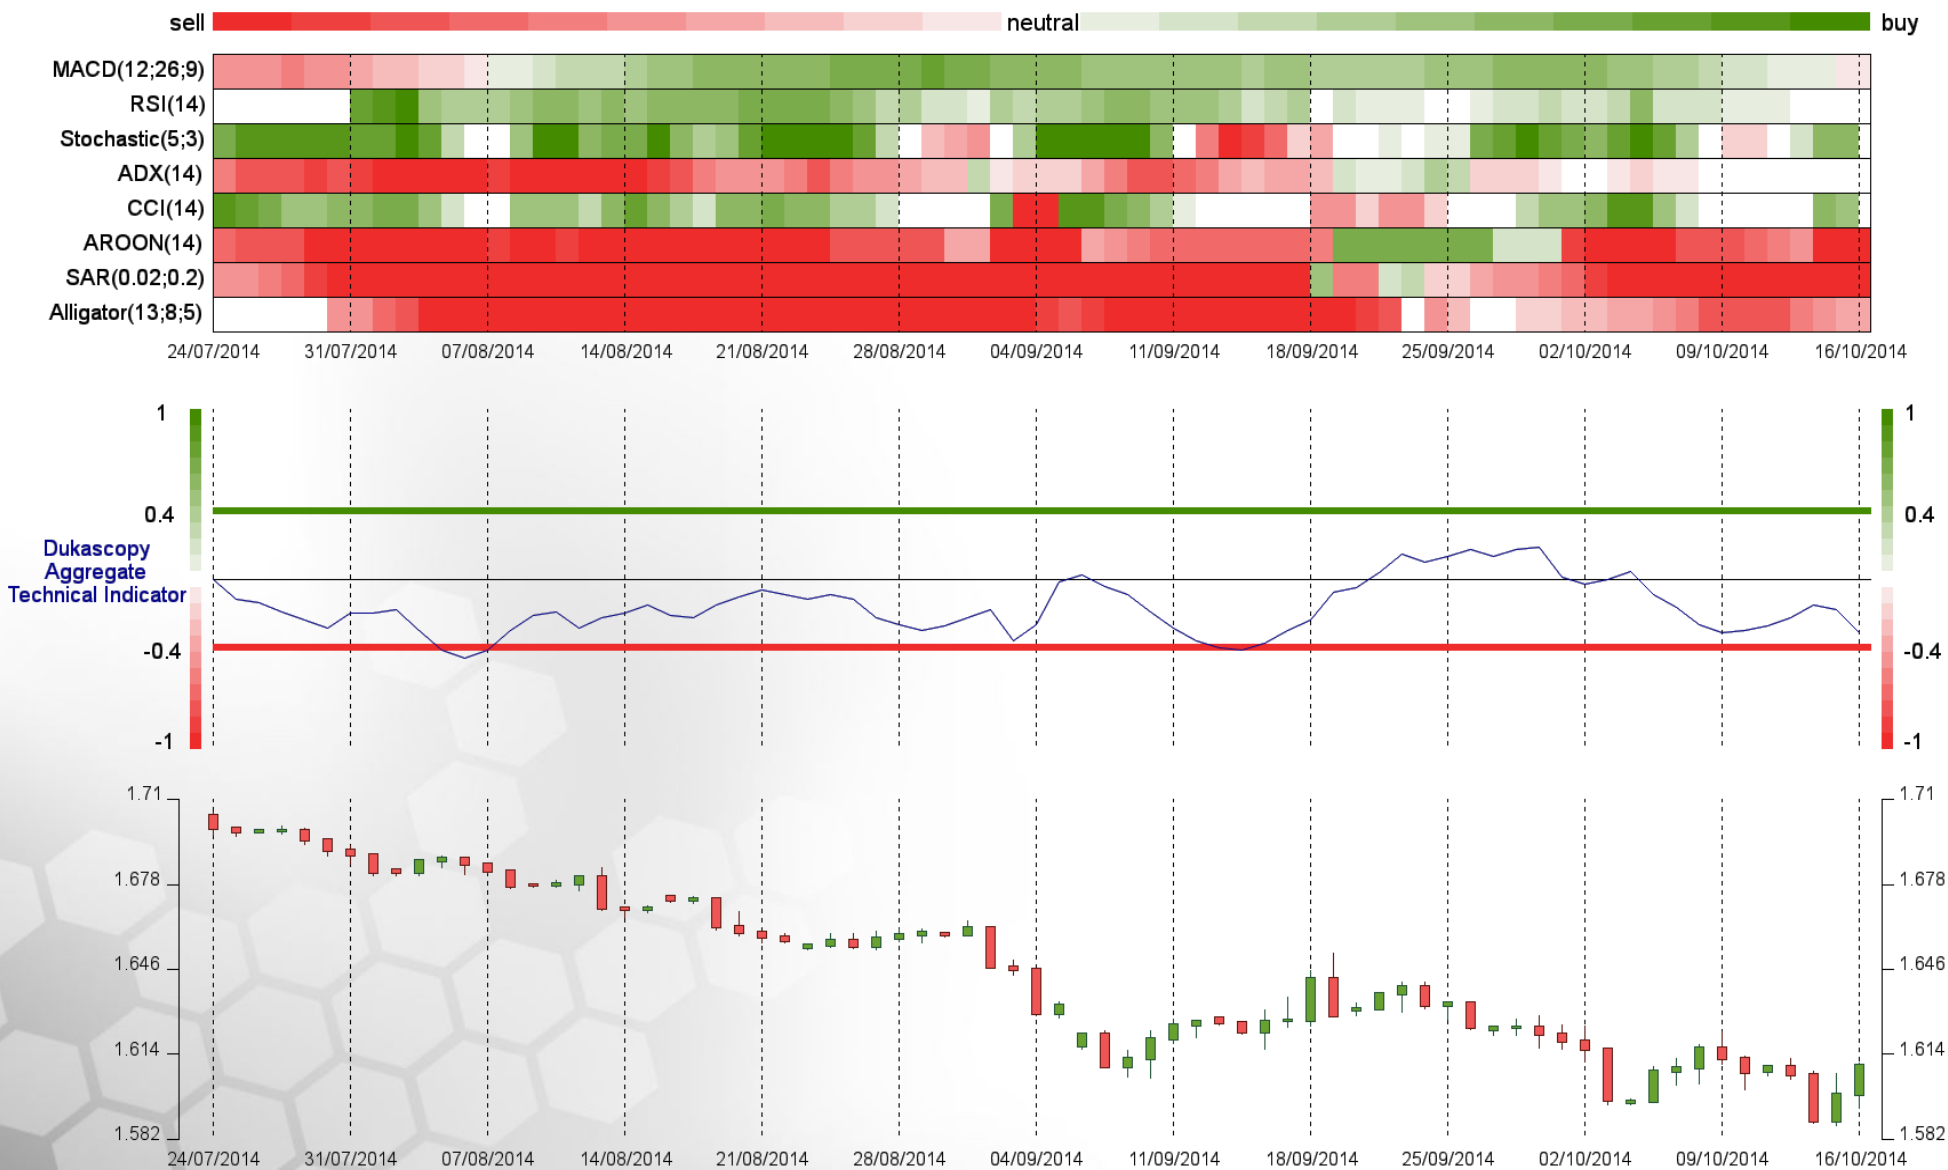 sell neutral buy
MACD(12;26;9)
RSI(14)
Stochastic(5;3)
ADX(14)
CCI(14)
AROON(14)
SAR(0.02;0.2)
Alligator(13;8;5)
24/07/2014 31/07/2014 07/08/2014 14/08/2014 21/08/2014 28/08/2014 04/09/2014 11/09/2014 18/09/2014 25/09/2014 02/10/2014 09/10/2014 16/10/2014
1 1
0.4 0.4
Dukascopy
Aggregate
Technical Indicator
-0.4 -0.4
-1 -1
1.71 1.71
1.678 1.678
1.646 1.646
1.614 1.614
1.582 1.582
24/07/2014 31/07/2014 07/08/2014 14/08/2014 21/08/2014 28/08/2014 04/09/2014 11/09/2014 18/09/2014 25/09/2014 02/10/2014 09/10/2014 16/10/2014